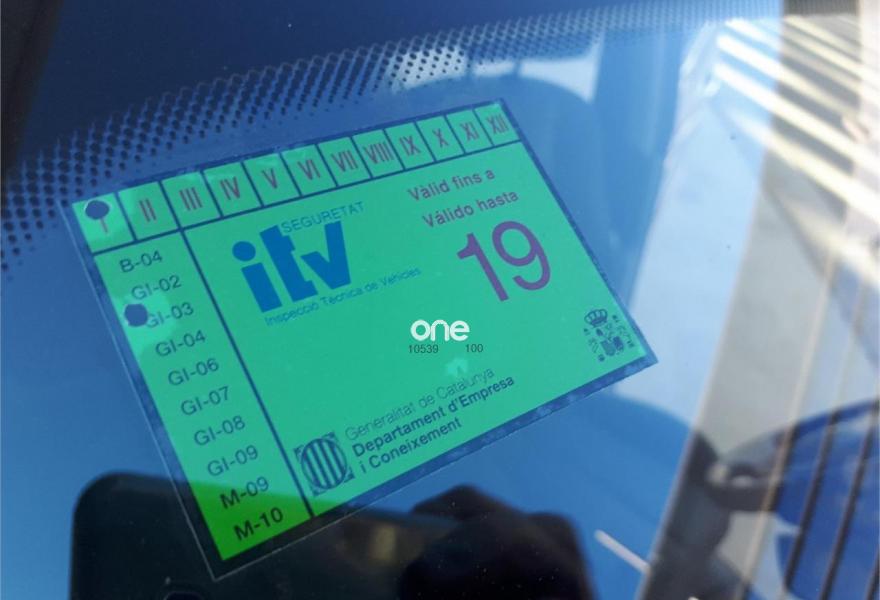 I II III IV V VI VII VIII IX X XI XII
Vàlid fins a
Válido hasta
19
SEGURETAT
itv
Inspecció Tècnica de Vehicles
B-04
GI-02
GI-03
GI-04
GI-06
GI-07
GI-08
GI-09
M-09
M-10
one
10539 100
Generalitat de Catalunya
Departament d'Empresa
i Coneixement